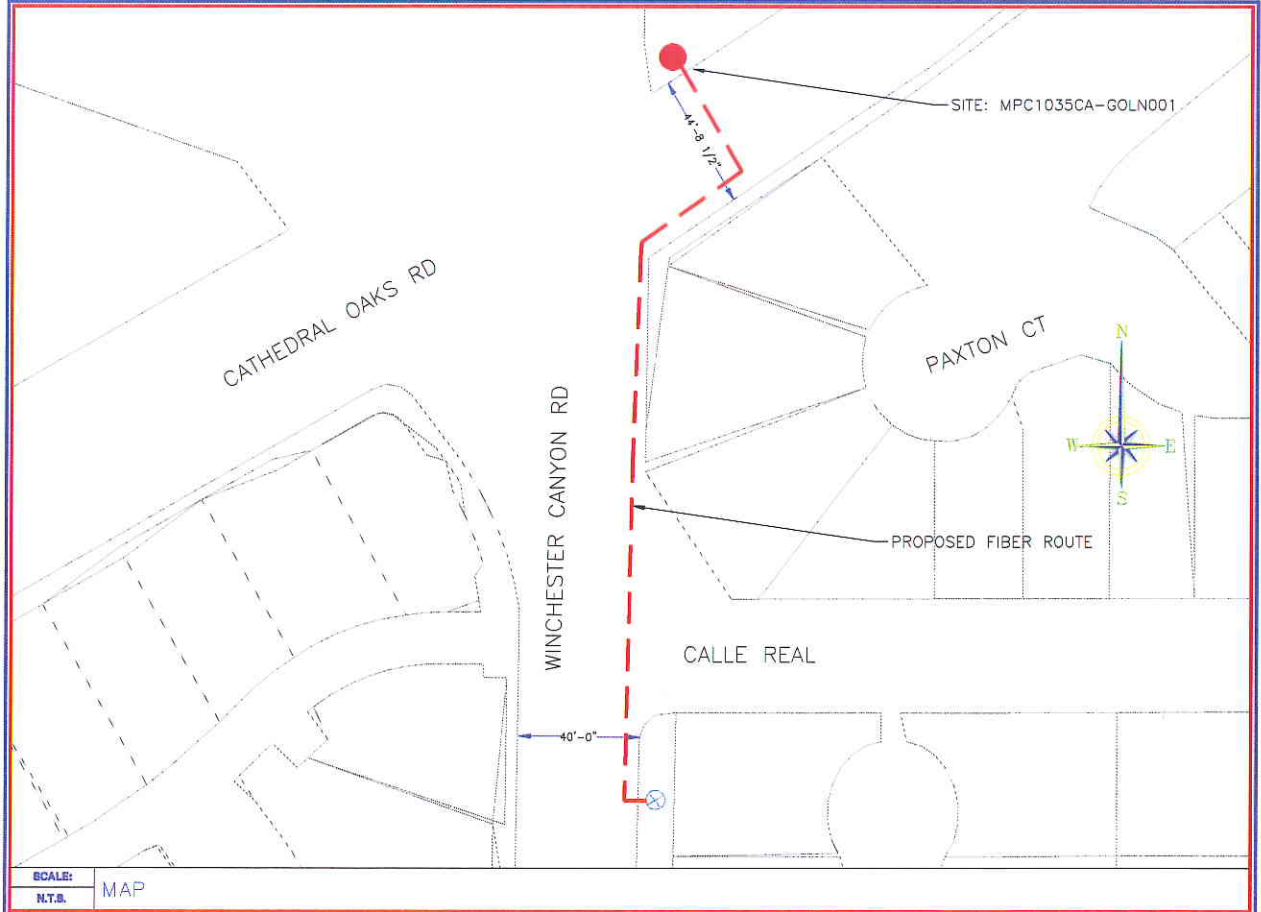 SITE: MPC1035CA-GOLN001
44'-8 1/2"
CATHEDRAL OAKS RD
PAXTON CT
N
W
E
S
WINCHESTER CANYON RD
PROPOSED FIBER ROUTE
CALLE REAL
40'-0"
SCALE:
N.T.S.
MAP